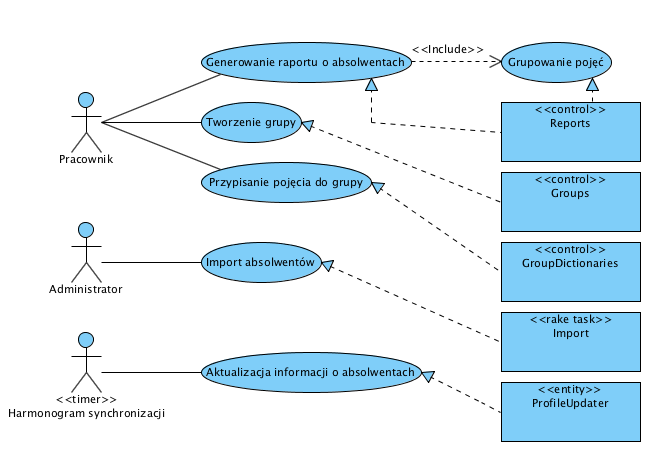 Generowanie raportu o absolwentach
<<Include>>
Grupowanie pojęć
Pracownik
Tworzenie grupy
<<control>>
Reports
Przypisanie pojęcia do grupy
<<control>>
Groups
Administrator
Import absolwentów
<<control>>
GroupDictionaries
<<rake task>>
Import
<<timer>>
Harmonogram synchronizacji
Aktualizacja informacji o absolwentach
<<entity>>
ProfileUpdater